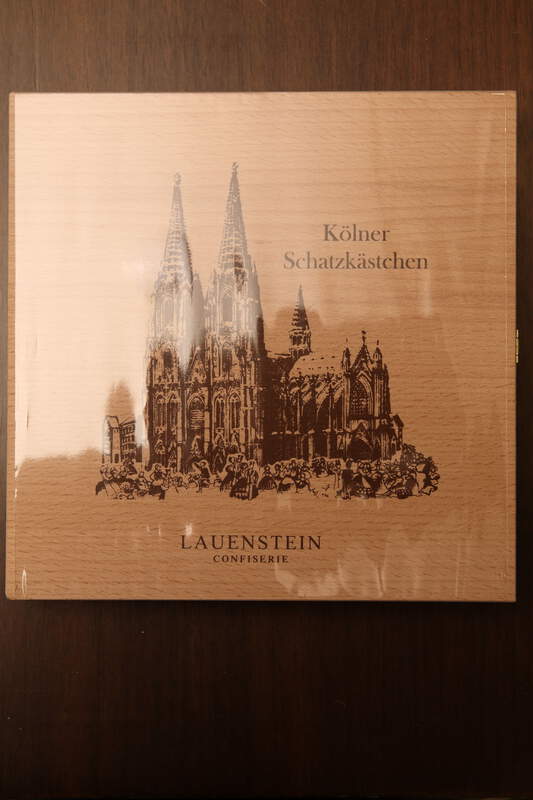 Kölner
Schatzkästchen
LAUENSTEIN
CONFISERIE